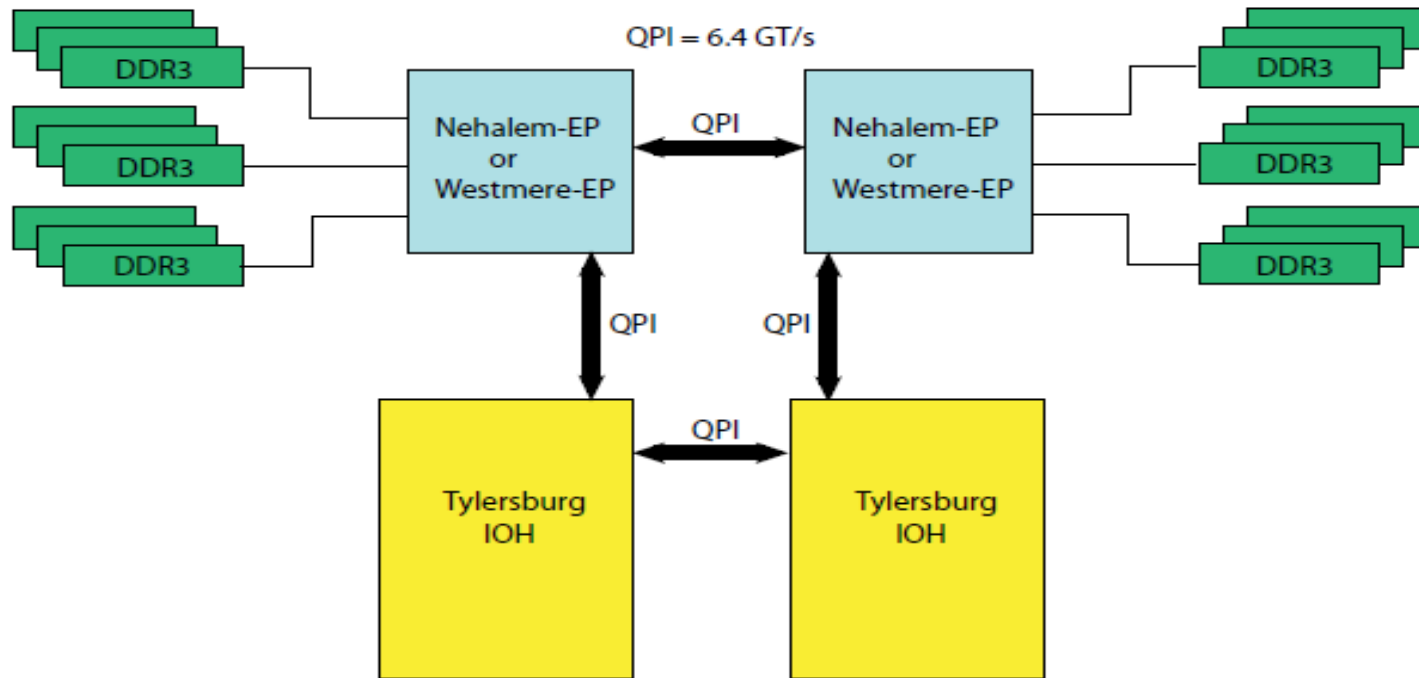 QPI = 6.4 GT/s
DDR3
DDR3
DDR3
Nehalem-EP
or
Westmere-EP
QPI
Nehalem-EP
or
Westmere-EP
DDR3
DDR3
DDR3
QPI
QPI
QPI
Tylersburg
IOH
Tylersburg
IOH